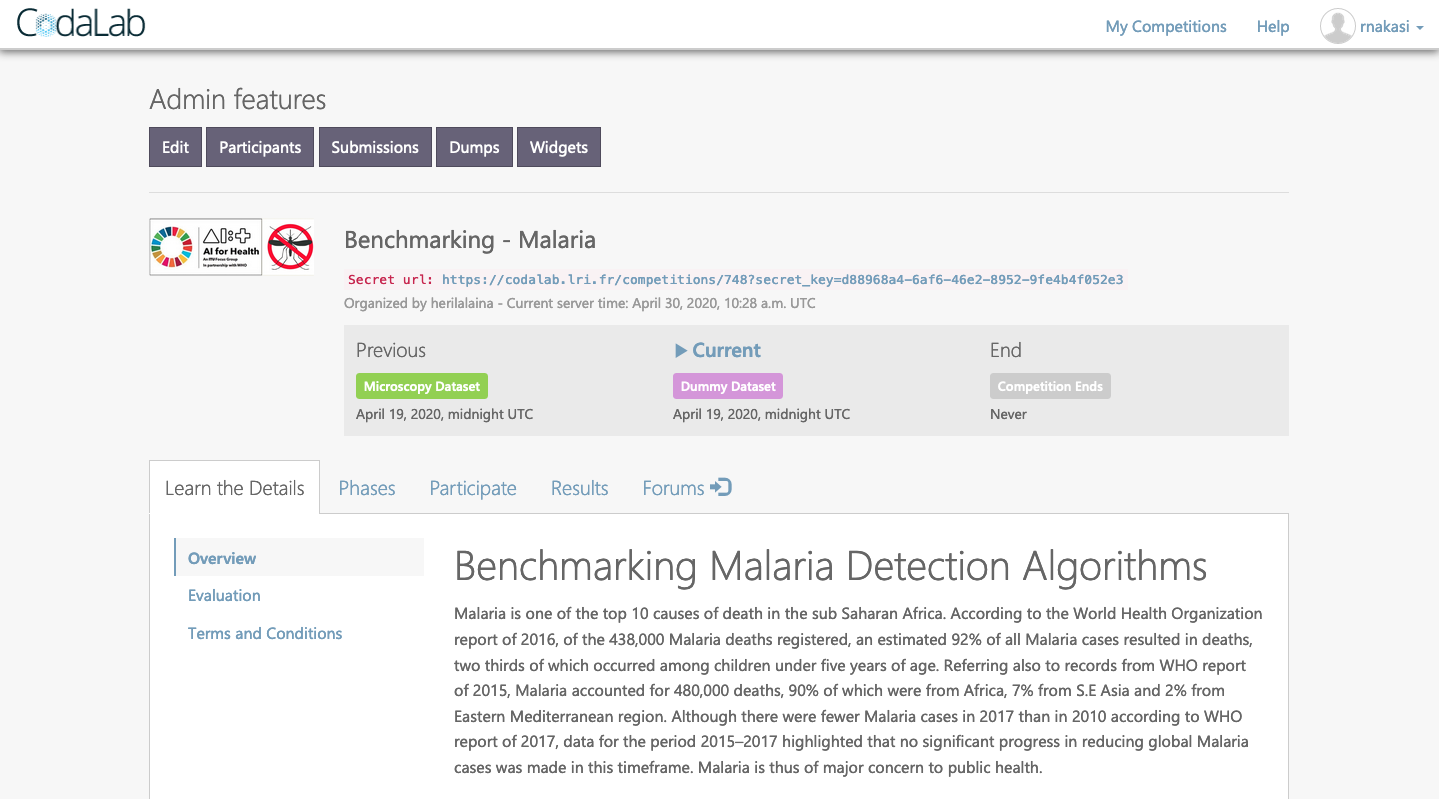 CodaLab
My Competitions Help rnakasi
Admin features
Edit Participants Submissions Dumps Widgets
AI for Health
Benchmarking - Malaria
Secret url: https://codalab.lri.fr/competitions/748?secret_key=d88968a4-6af6-46e2-8952-9fe4b4f052e3
Organized by herilalaina - Current server time: April 30, 2020, 10:28 a.m. UTC
Previous Current End
Microscopy Dataset Dummy Dataset Competition Ends
April 19, 2020, midnight UTC April 19, 2020, midnight UTC Never
Learn the Details Phases Participate Results Forums
Overview
Evaluation
Terms and Conditions
Benchmarking Malaria Detection Algorithms
Malaria is one of the top 10 causes of death in the sub Saharan Africa. According to the World Health Organization
report of 2016, of the 438,000 Malaria deaths registered, an estimated 92% of all Malaria cases resulted in deaths,
two thirds of which occurred among children under five years of age. Referring also to records from WHO report
of 2015, Malaria accounted for 480,000 deaths, 90% of which were from Africa, 7% from S.E Asia and 2% from
Eastern Mediterranean region. Although there were fewer Malaria cases in 2017 than in 2010 according to WHO
report of 2017, data for the period 2015–2017 highlighted that no significant progress in reducing global Malaria
cases was made in this timeframe. Malaria is thus of major concern to public health.